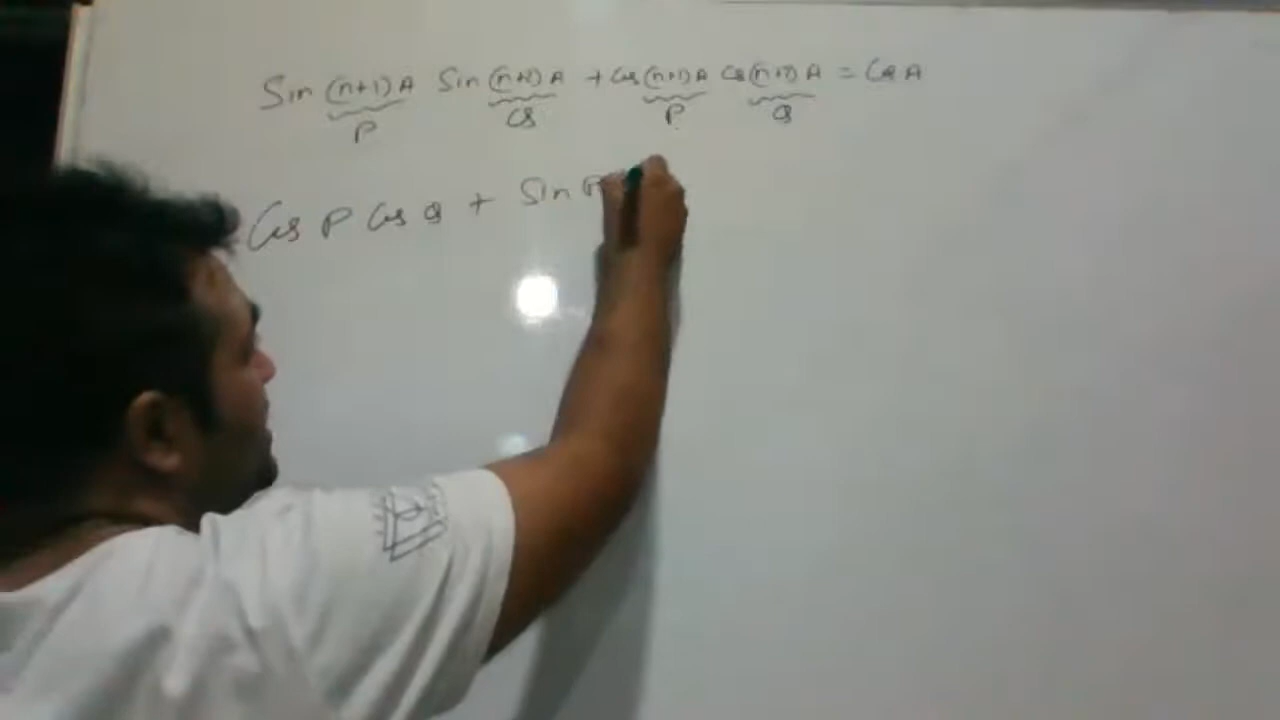 Sin (n+1)A Sin (n+2)A + Cos (n+1)A Cos (n+2)A = Cos A
P Q P Q
Cos P Cos Q + Sin P